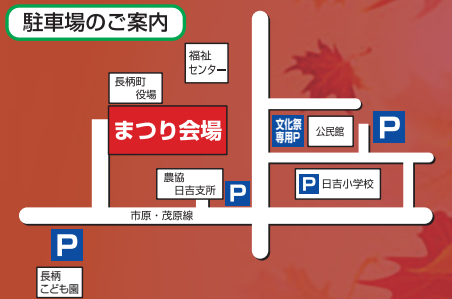 駐車場のご案内
福祉
センター
長柄町
役場
まつり会場
文化祭
専用P
公民館
P
農協
日吉支所
P
P 日吉小学校
市原・茂原線
P
長柄
こども園